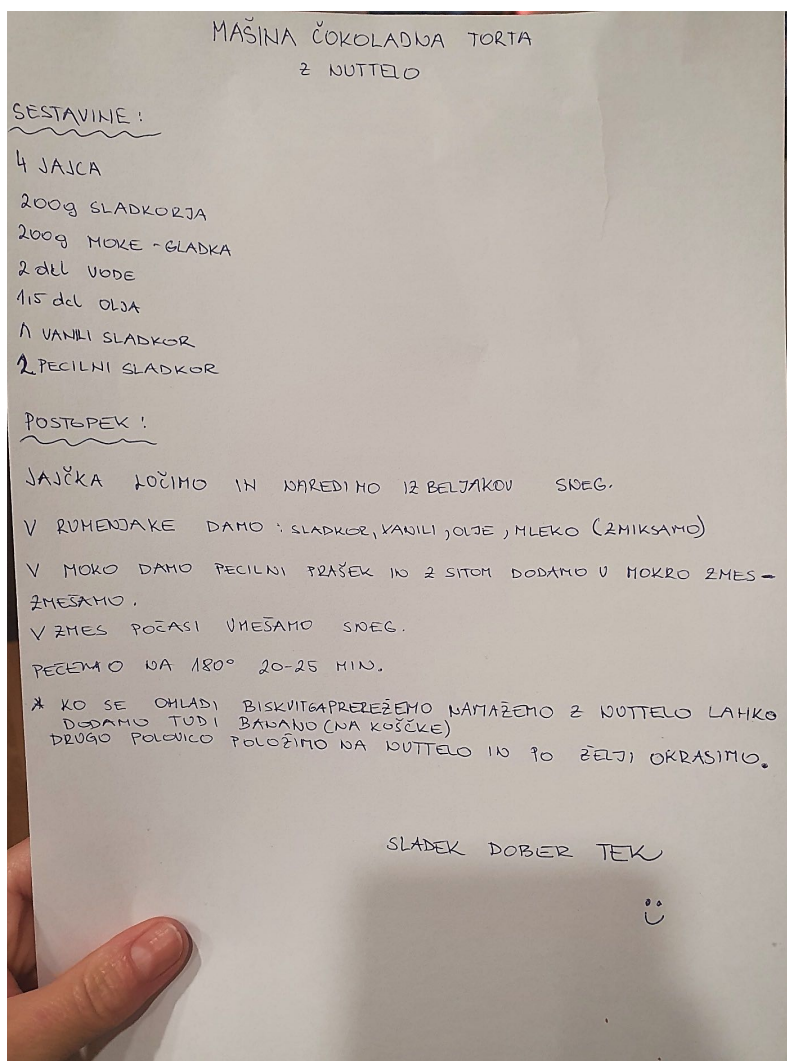 MAŠINA ČOKOLADNA TORTA
Z NUTTELO
SESTAVINE:
4 JAJCA
200g SLADKORJA
200g MOKE - GLADKA
2 dcl VODE
1,5 dcl OLJA
1 VANILI SLADKOR
2 PECILNI SLADKOR
POSTOPEK!
JAJČKA LOČIMO IN NAREDIMO IZ BELJAKOV SNEG.
V RUMENJAKE DAMO: SLADKOR, VANILI, OLJE, MLEKO (ZMIKSAMO)
V MOKO DAMO PECILNI PRAŠEK IN Z SITOM DODAMO V MOKRO ZMES-
ZMEŠAMO.
V ZMES POČASI VMEŠAMO SNEG.
PEČEMO NA 180° 20-25 MIN.
* KO SE OHLADI BISKVIT GA PREREŽEMO NAMAŽEMO Z NUTTELO LAHKO
DODAMO TUDI BANANO (NA KOŠČKE)
DRUGO POLOVICO POLOŽIMO NA NUTTELO IN PO ŽELJI OKRASIMO.
SLADEK DOBER TEK